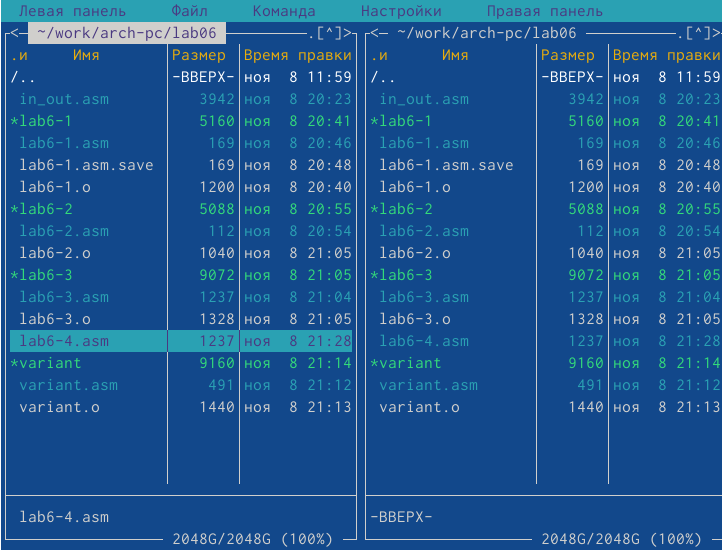 Левая панель Файл Команда Настройки Правая панель
<─ ~/work/arch-pc/lab06 .[^]> <─ ~/work/arch-pc/lab06 .[^]>
.и Имя Размер Время правки .и Имя Размер Время правки
/.. -ВВЕРХ- ноя 8 11:59 /.. -ВВЕРХ- ноя 8 11:59
in_out.asm 3942 ноя 8 20:23 in_out.asm 3942 ноя 8 20:23
*lab6-1 5160 ноя 8 20:41 *lab6-1 5160 ноя 8 20:41
lab6-1.asm 169 ноя 8 20:46 lab6-1.asm 169 ноя 8 20:46
lab6-1.asm.save 169 ноя 8 20:48 lab6-1.asm.save 169 ноя 8 20:48
lab6-1.o 1200 ноя 8 20:40 lab6-1.o 1200 ноя 8 20:40
*lab6-2 5088 ноя 8 20:55 *lab6-2 5088 ноя 8 20:55
lab6-2.asm 112 ноя 8 20:54 lab6-2.asm 112 ноя 8 20:54
lab6-2.o 1040 ноя 8 21:05 lab6-2.o 1040 ноя 8 21:05
*lab6-3 9072 ноя 8 21:05 *lab6-3 9072 ноя 8 21:05
lab6-3.asm 1237 ноя 8 21:04 lab6-3.asm 1237 ноя 8 21:04
lab6-3.o 1328 ноя 8 21:05 lab6-3.o 1328 ноя 8 21:05
lab6-4.asm 1237 ноя 8 21:28 lab6-4.asm 1237 ноя 8 21:28
*variant 9160 ноя 8 21:14 *variant 9160 ноя 8 21:14
variant.asm 491 ноя 8 21:12 variant.asm 491 ноя 8 21:12
variant.o 1440 ноя 8 21:13 variant.o 1440 ноя 8 21:13
lab6-4.asm -ВВЕРХ-
2048G/2048G (100%) 2048G/2048G (100%)